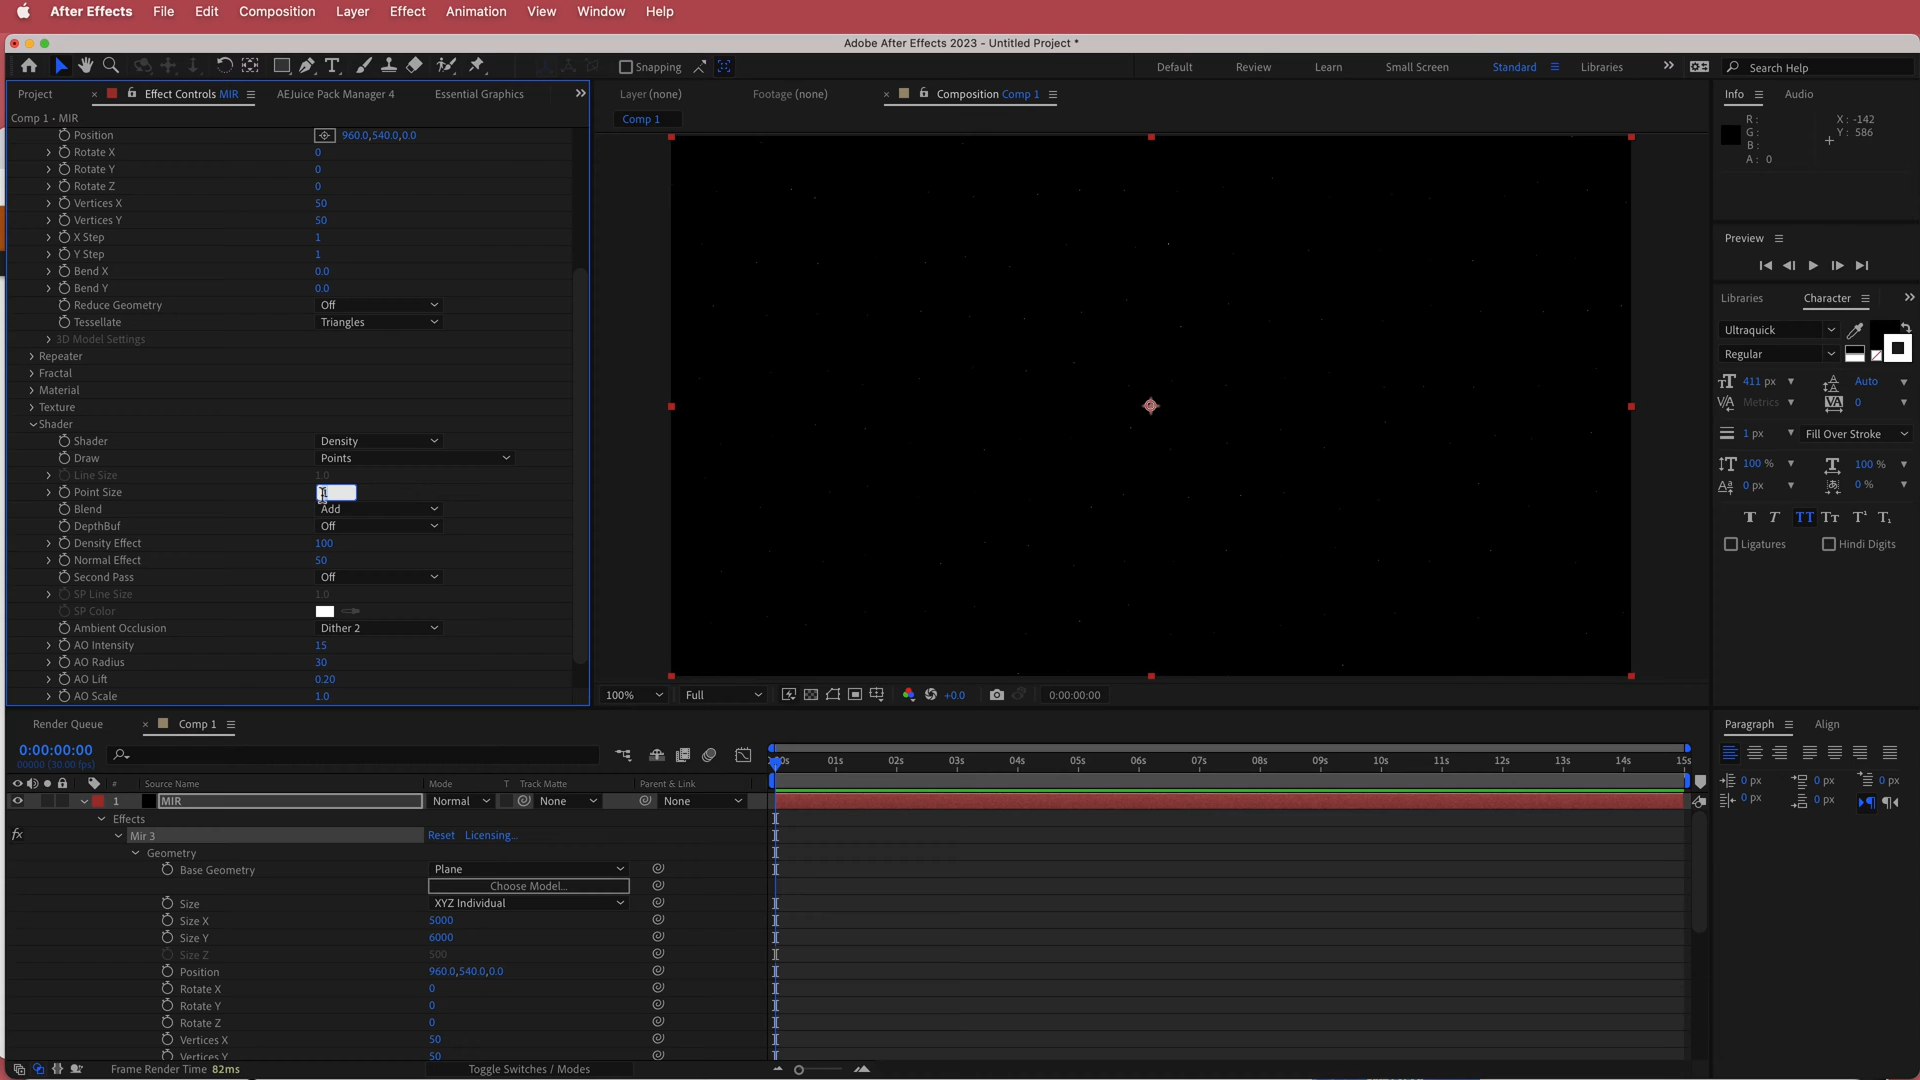 After Effects File Edit Composition Layer Effect Animation View Window Help
Adobe After Effects 2023 - Untitled Project *
Snapping Default Review Learn Small Screen Standard Libraries Search Help
Project Effect Controls MIR AEJuice Pack Manager 4 Essential Graphics
Layer (none) Footage (none) Composition Comp 1
Info Audio
Comp 1 • MIR
Comp 1
R: X: -142
G: Y: 586
B:
A: 0
Position 960.0,540.0,0.0
Rotate X 0
Rotate Y 0
Rotate Z 0
Vertices X 50
Vertices Y 50
X Step 1
Y Step 1
Bend X 0.0
Bend Y 0.0
Reduce Geometry Off
Tessellate Triangles
3D Model Settings
Repeater
Fractal
Material
Texture
Shader
Shader Density
Draw Points
Line Size 1.0
Point Size
Blend Add
DepthBuf Off
Density Effect 100
Normal Effect 50
Second Pass Off
SP Line Size 1.0
SP Color
Ambient Occlusion Dither 2
AO Intensity 15
AO Radius 30
AO Lift 0.20
AO Scale 1.0
100% Full +0.0 0:00:00:00
Preview
Libraries Character
Ultraquick
Regular
411 px Auto
Metrics 0
1 px Fill Over Stroke
100 % 100 %
0 px 0 %
T T TT Tт T¹ T₁
Ligatures Hindi Digits
Paragraph Align
0 px 0 px 0 px
0 px 0 px
Render Queue Comp 1
0:00:00:00
00000 (30.00 fps)
# Source Name Mode T Track Matte Parent & Link
01s 02s 03s 04s 05s 06s 07s 08s 09s 10s 11s 12s 13s 14s 15s
1 MIR Normal None None
Effects
fx Mir 3 Reset Licensing...
Geometry
Base Geometry Plane
Choose Model...
Size XYZ Individual
Size X 5000
Size Y 6000
Size Z 500
Position 960.0,540.0,0.0
Rotate X 0
Rotate Y 0
Rotate Z 0
Vertices X 50
Vertices Y 50
Frame Render Time 82ms Toggle Switches / Modes